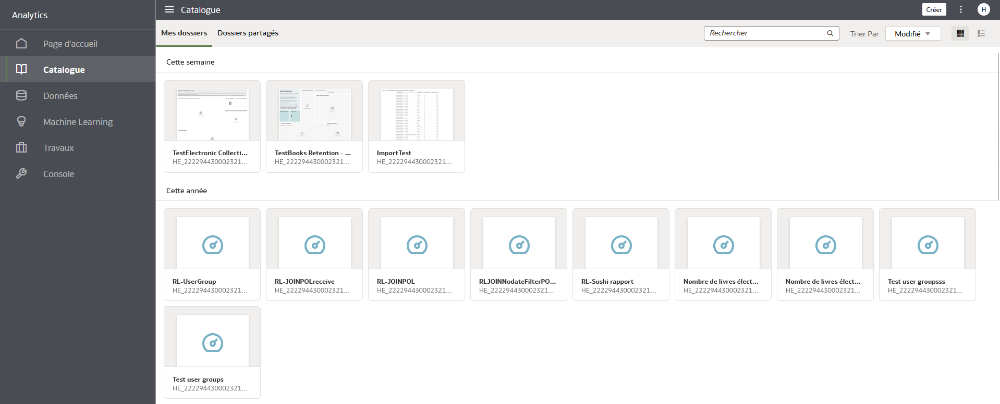 Analytics
Page d'accueil
Catalogue
Données
Machine Learning
Travaux
Console
Catalogue
Créer
H
Mes dossiers
Dossiers partagés
Rechercher
Trier Par
Modifié
Cette semaine
TestElectronic Collecti...
HE_222294430002321...
Books Retention
TestBooks Retention - ...
HE_222294430002321...
ImportTest
HE_222294430002321...
Cette année
RL-UserGroup
HE_222294430002321...
RL-JOINPOLreceive
HE_222294430002321...
RL-JOINPOL
HE_222294430002321...
RLJOINNodateFilterPO...
HE_222294430002321...
RL-Sushi rapport
HE_222294430002321...
Nombre de livres élect...
HE_222294430002321...
Nombre de livres élect...
HE_222294430002321...
Test user groupsss
HE_222294430002321...
Test user groups
HE_222294430002321...